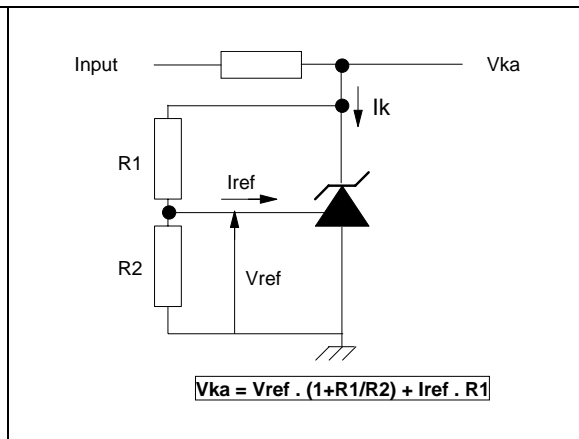 Input
Vka
Ik
R1
Iref
R2
Vref
Vka = Vref . (1+R1/R2) + Iref . R1